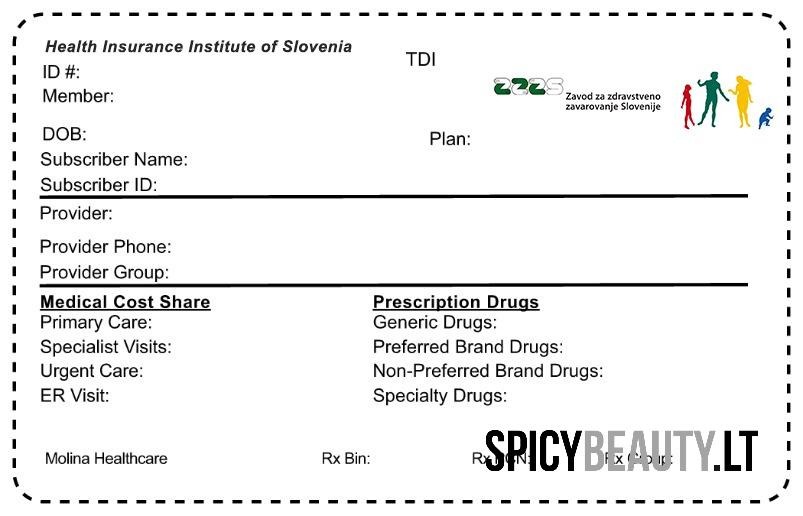 Health Insurance Institute of Slovenia
TDI
ID #:
Member:
zzzs
Zavod za zdravstveno
zavarovanje Slovenije
DOB:
Plan:
Subscriber Name:
Subscriber ID:
Provider:
Provider Phone:
Provider Group:
Medical Cost Share
Primary Care:
Specialist Visits:
Urgent Care:
ER Visit:
Prescription Drugs
Generic Drugs:
Preferred Brand Drugs:
Non-Preferred Brand Drugs:
Specialty Drugs:
Molina Healthcare
Rx Bin:
Rx PCN:
Rx Group:
SPICYBEAUTY.LT